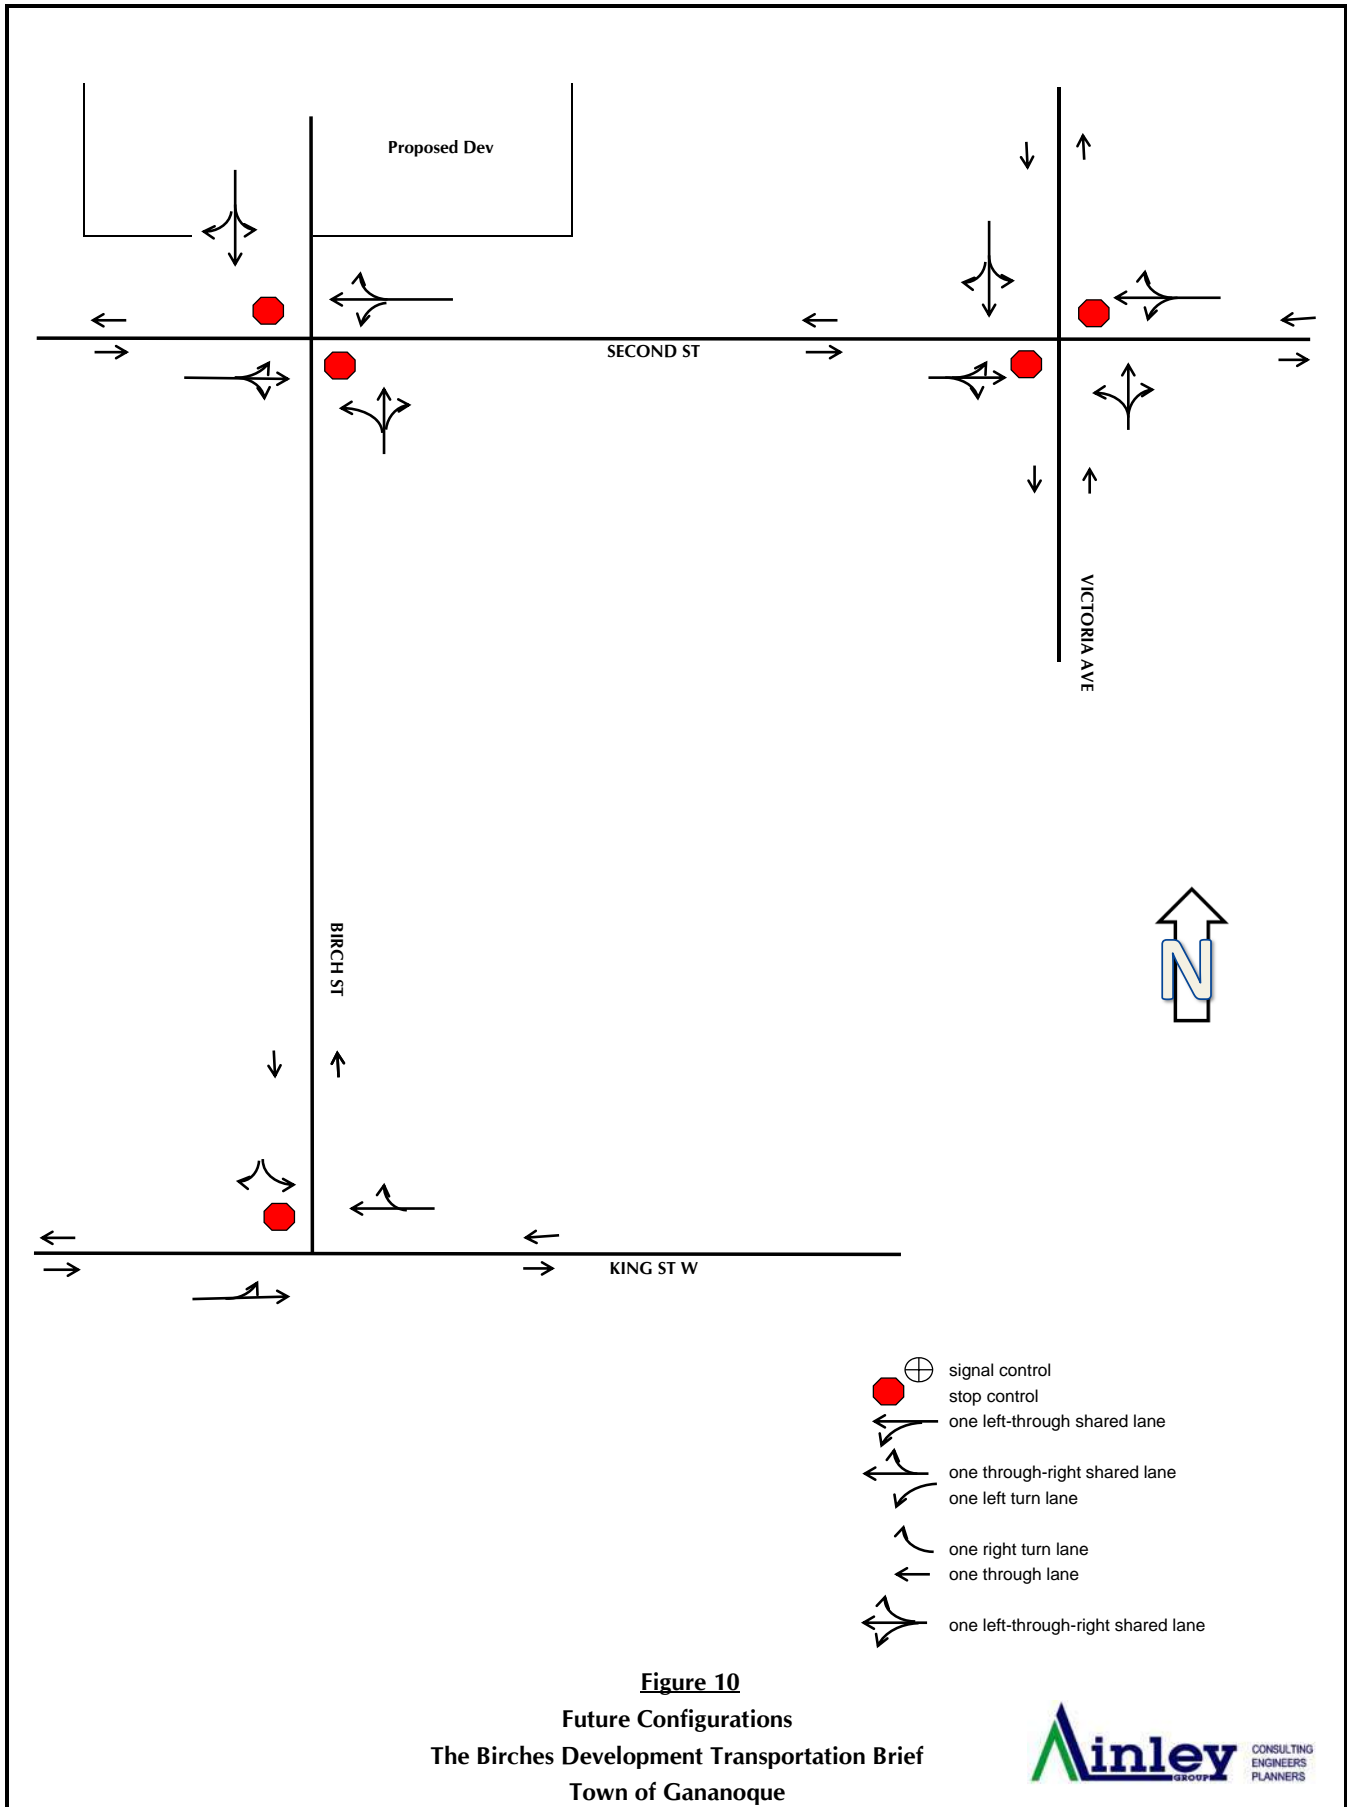 Proposed Dev
SECOND ST
VICTORIA AVE
BIRCH ST
N
KING ST W
signal control
stop control
one left-through shared lane
one through-right shared lane
one left turn lane
one right turn lane
one through lane
one left-through-right shared lane
Figure 10
Future Configurations
The Birches Development Transportation Brief
Town of Gananoque
Ainley
GROUP
CONSULTING
ENGINEERS
PLANNERS